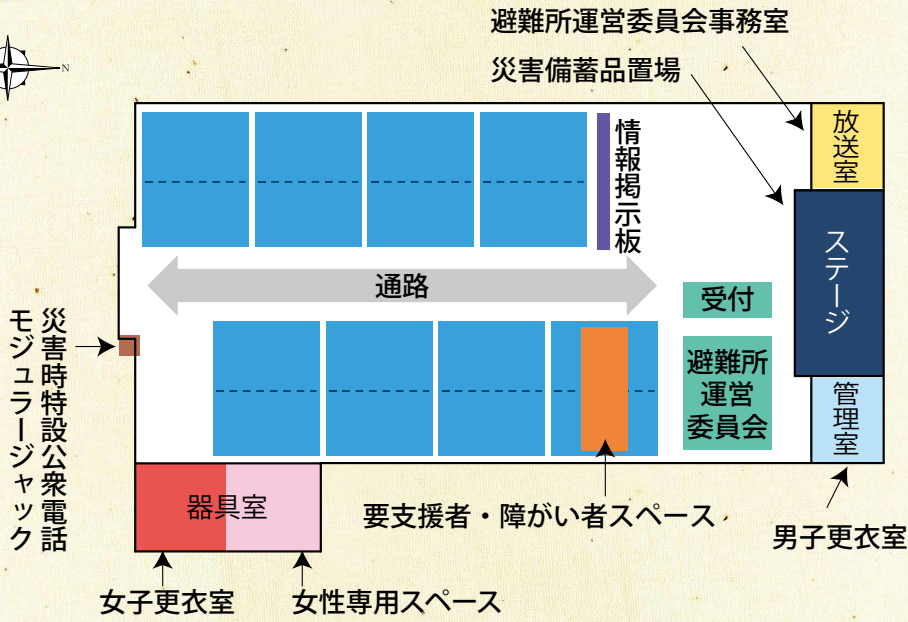 避難所運営委員会事務室
災害備蓄品置場
N
放送室
情報掲示板
ステージ
通路
受付
避難所
運営
委員会
管理室
災害時特設公衆電話
モジュラージャック
器具室
要支援者・障がい者スペース
男子更衣室
女子更衣室
女性専用スペース